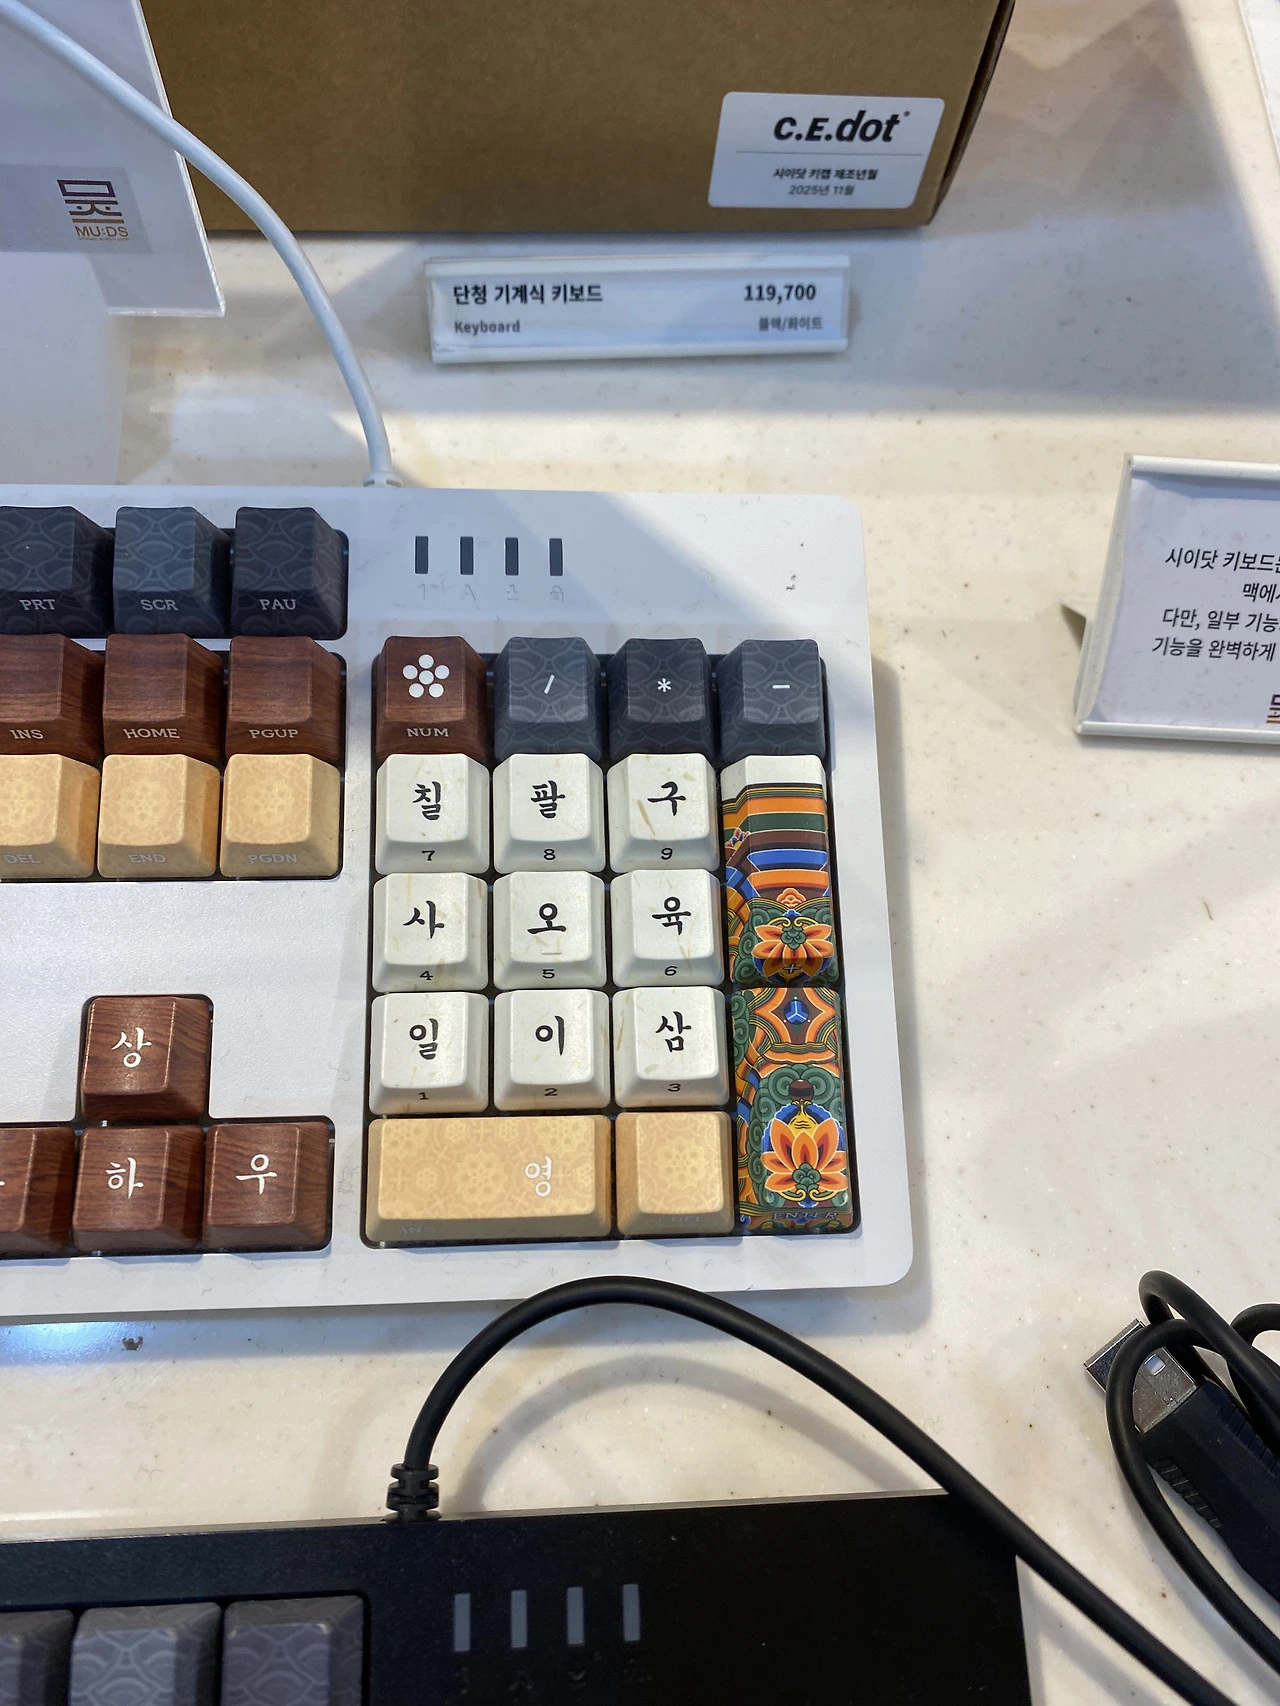 C.E.dot
시이닷 키캡 제조년월
2025년 11월
뮷
MU:DS
단청 기계식 키보드
119,700
Keyboard
블랙/화이트
시이닷 키보드는
맥에서
다만, 일부 기능
기능을 완벽하게
PRT
SCR
PAU
INS
HOME
PGUP
NUM
/
*
-
DEL
END
PGDN
칠
7
팔
8
구
9
사
4
오
5
육
6
+
상
일
1
이
2
삼
3
하
우
영
INS
DEL
ENTER